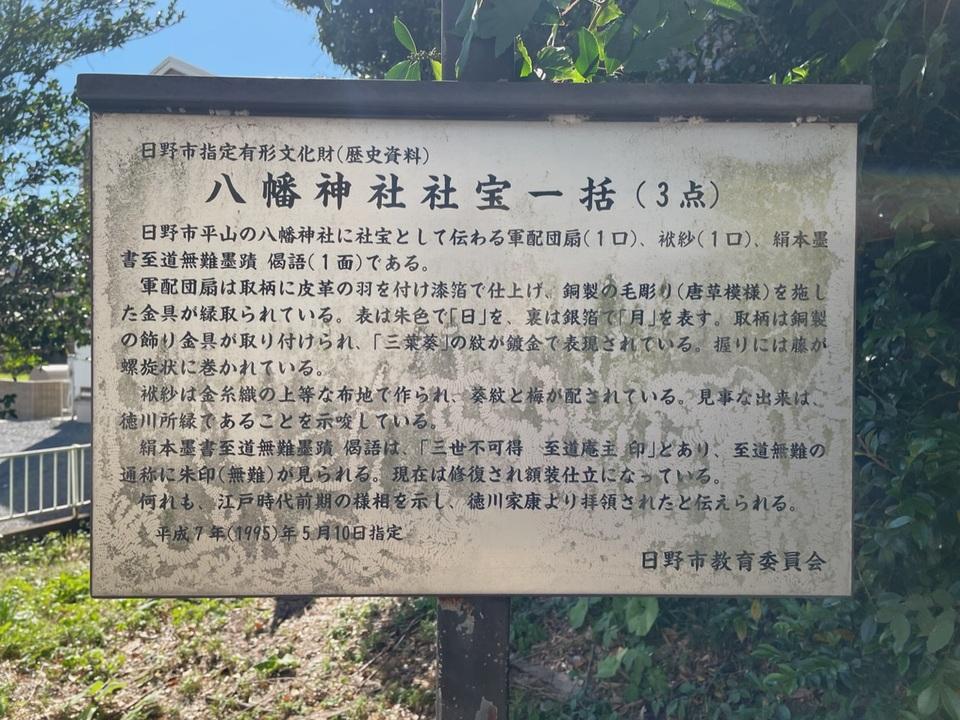 日野市指定有形文化財(歴史資料)
八幡神社社宝一括(3点)
日野市平山の八幡神社に社宝として伝わる軍配団扇(1口)、袱紗(1口)、絹本墨
書至道無難墨蹟 偈語(1面)である。
軍配団扇は取柄に皮革の羽を付け漆箔で仕上げ、銅製の毛彫り(唐草模様)を施し
た金具が縁取られている。表は朱色で「日」を、裏は銀箔で「月」を表す。取柄は銅製
の飾り金具が取り付けられ、「三葉葵」の紋が鍍金で表現されている。握りには藤が
螺旋状に巻かれている。
袱紗は金糸織の上等な布地で作られ、葵紋と梅が配されている。見事な出来は、
徳川所縁であることを示唆している。
絹本墨書至道無難墨蹟 偈語は、「三世不可得 至道庵主 印」とあり、至道無難の
通称に朱印(無難)が見られる。現在は修復され額装仕立になっている。
何れも、江戸時代前期の様相を示し、徳川家康より拝領されたと伝えられる。
平成7年(1995)年5月10日指定
日野市教育委員会